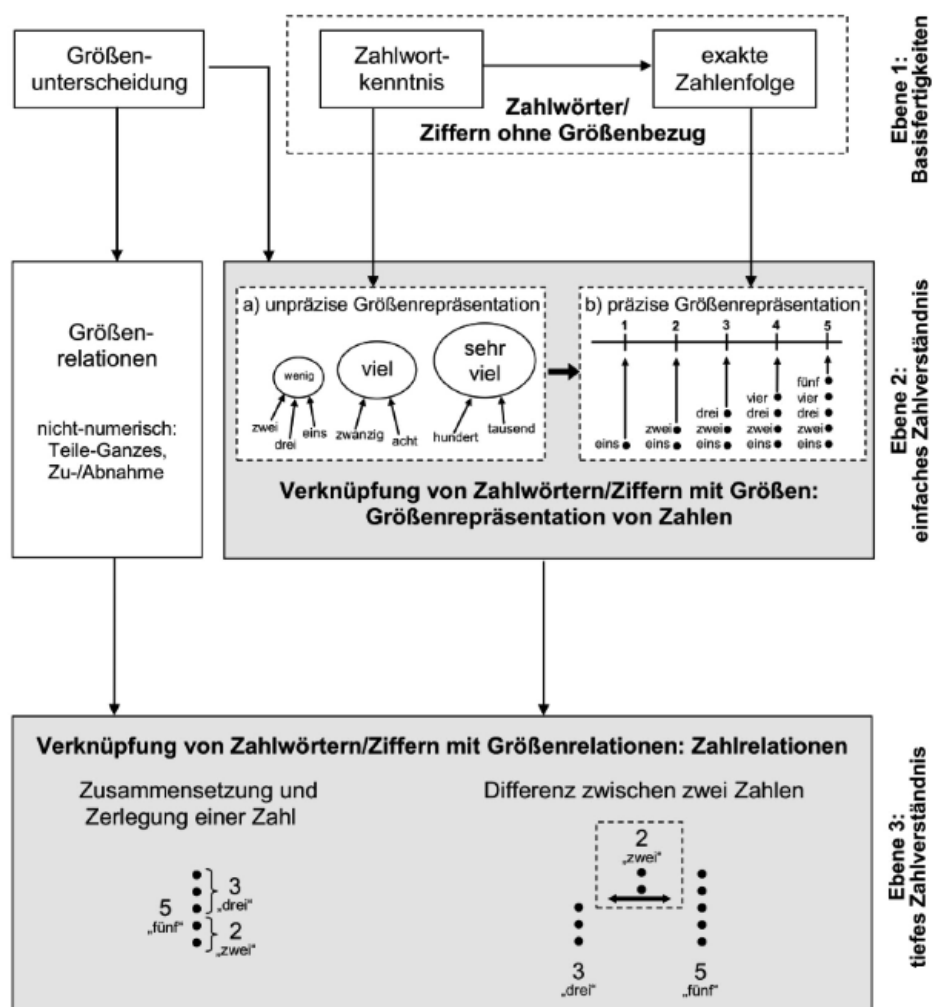 Größen-
unterscheidung
Zahlwort-
kenntnis
exakte
Zahlenfolge
Zahlwörter/
Ziffern ohne Größenbezug
Ebene 1:
Basisfertigkeiten
Größen-
relationen
nicht-numerisch:
Teile-Ganzes,
Zu-/Abnahme
a) unpräzise Größenrepräsentation
wenig
viel
sehr
viel
zwei
drei
eins
zwanzig
acht
hundert
tausend
b) präzise Größenrepräsentation
1 2 3 4 5
fünf
vier vier
drei drei drei
zwei zwei zwei zwei
eins eins eins eins eins
Verknüpfung von Zahlwörtern/Ziffern mit Größen:
Größenrepräsentation von Zahlen
Ebene 2:
einfaches Zahlverständnis
Verknüpfung von Zahlwörtern/Ziffern mit Größenrelationen: Zahlrelationen
Zusammensetzung und
Zerlegung einer Zahl
5
„fünf“
3
„drei“
2
„zwei“
Differenz zwischen zwei Zahlen
2
„zwei“
3
„drei“
5
„fünf“
Ebene 3:
tiefes Zahlverständnis